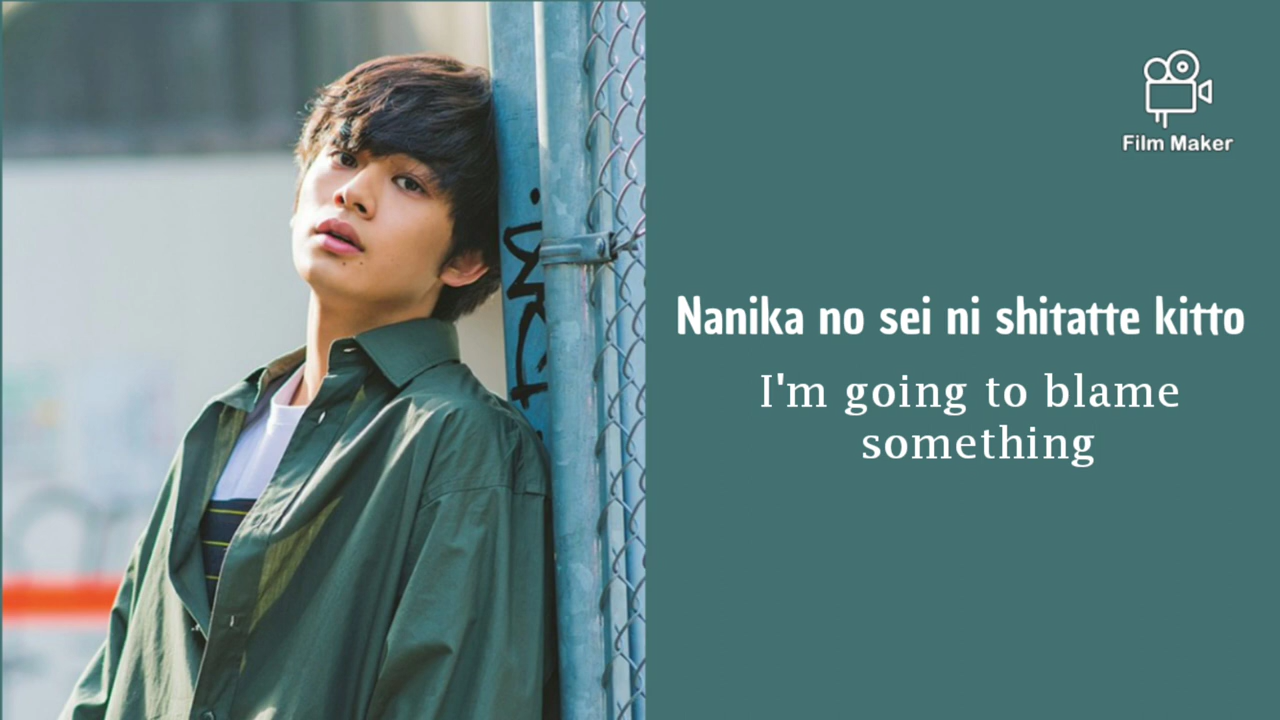 Film Maker
Nanika no sei ni shitatte kitto
I'm going to blame
something